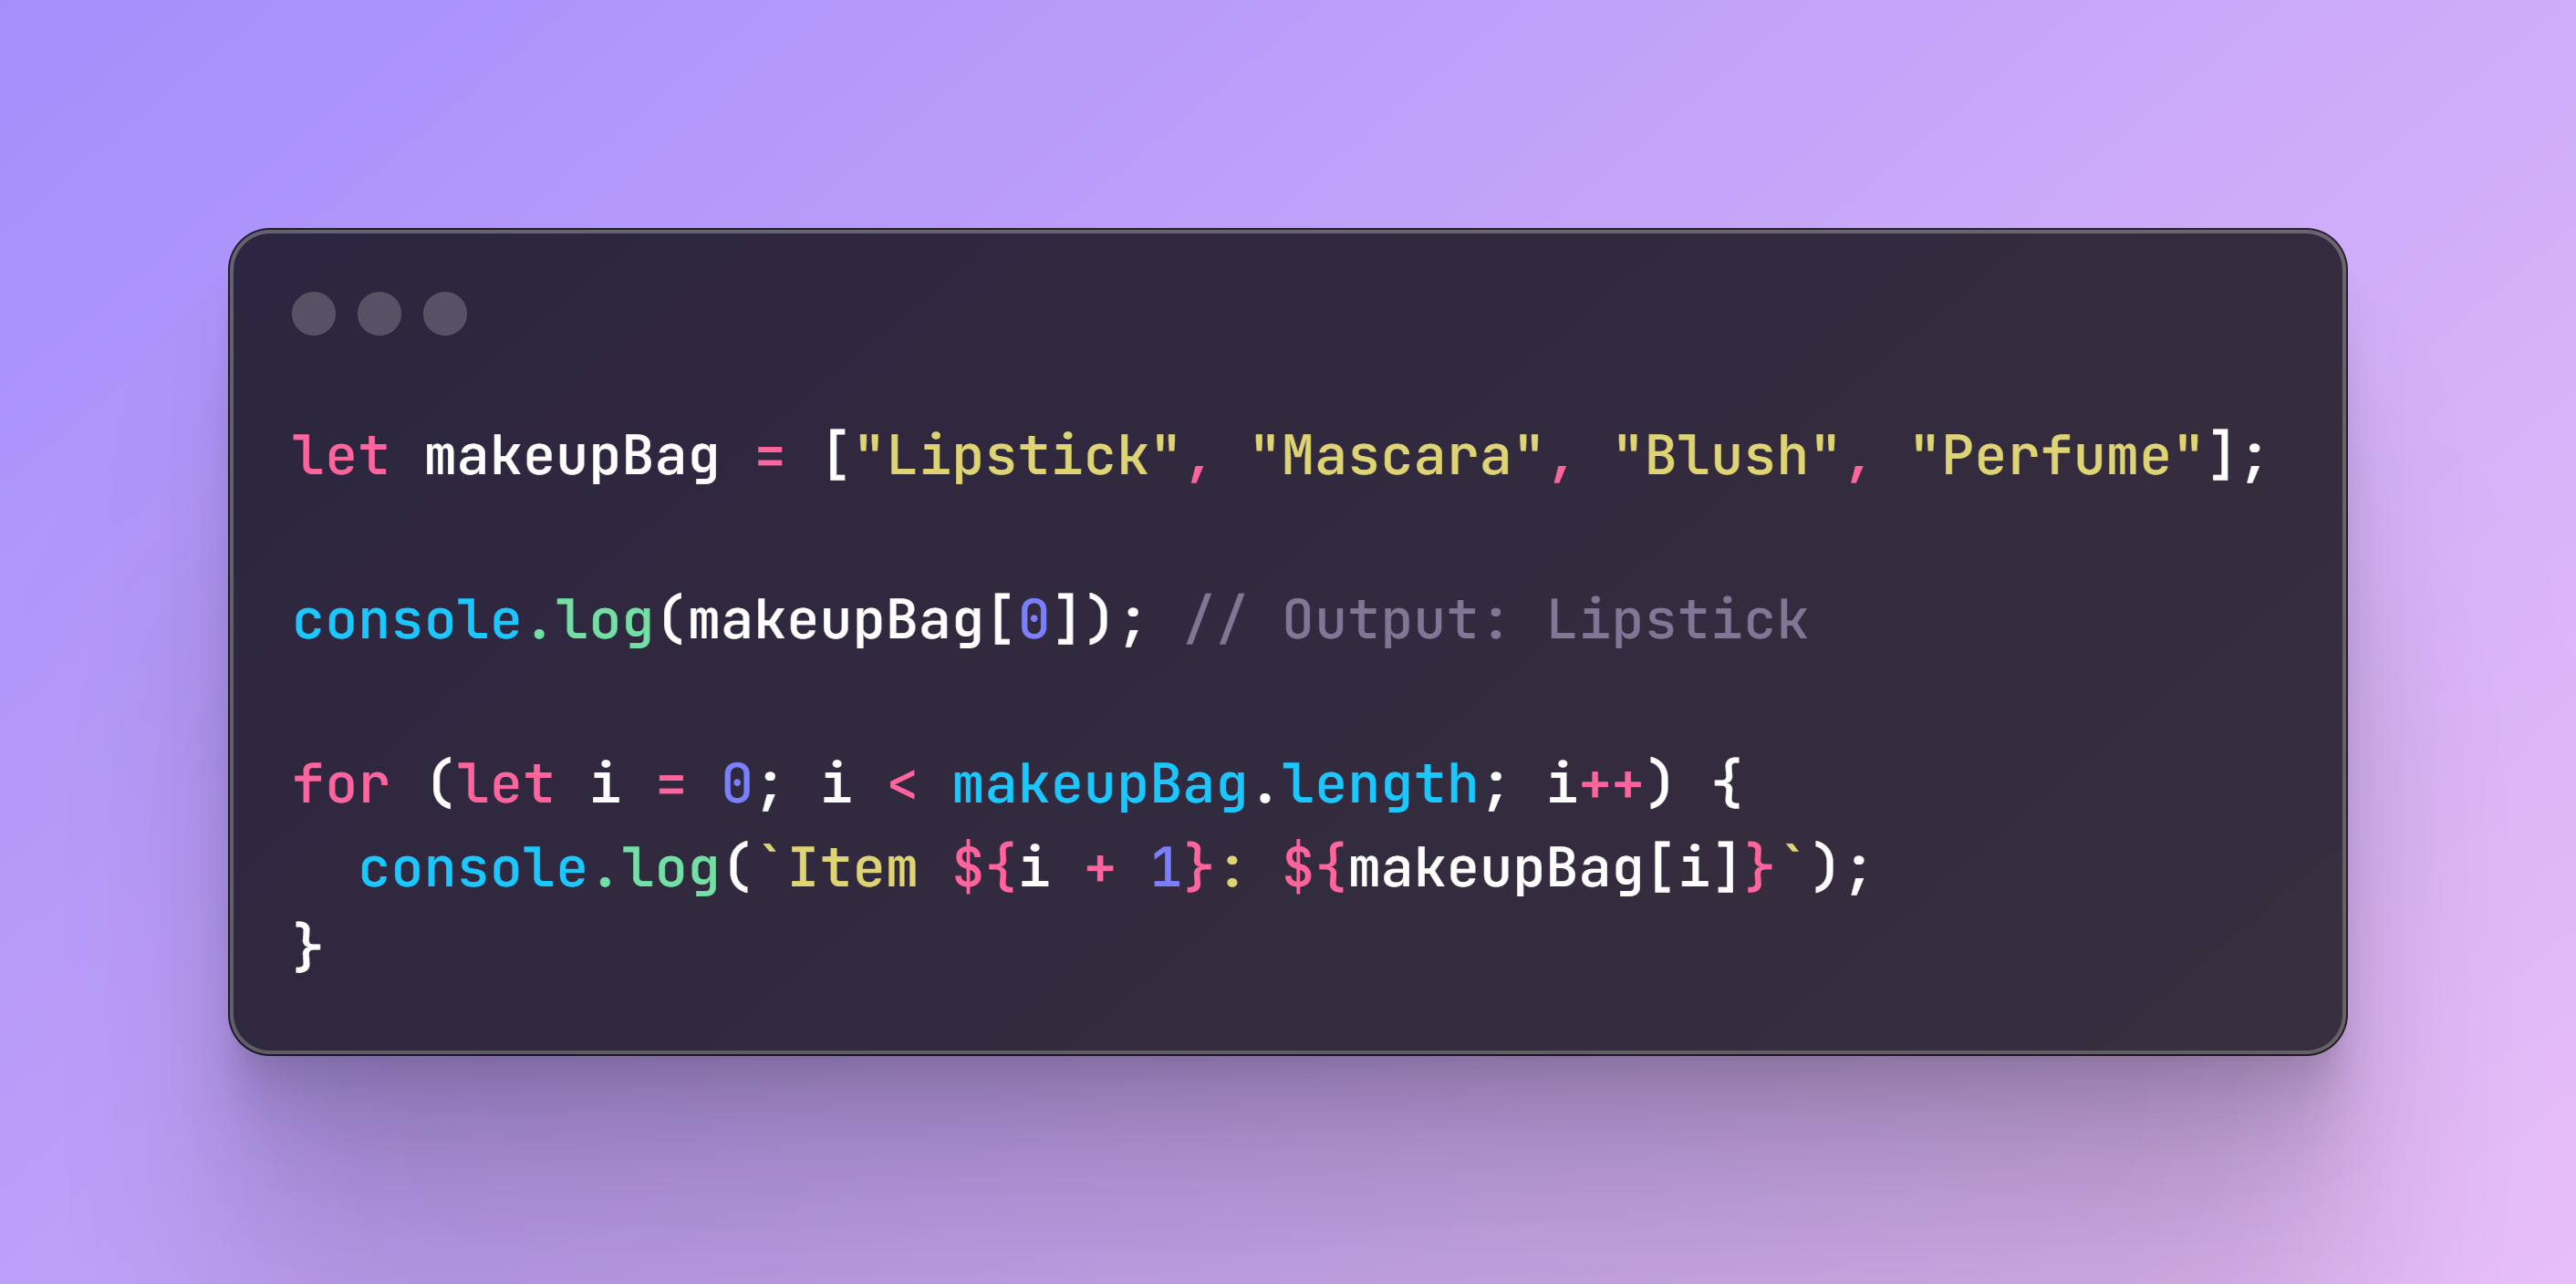 let makeupBag = ["Lipstick", "Mascara", "Blush", "Perfume"];
console.log(makeupBag[0]); // Output: Lipstick
for (let i = 0; i < makeupBag.length; i++) {
  console.log(`Item ${i + 1}: ${makeupBag[i]}`);
}